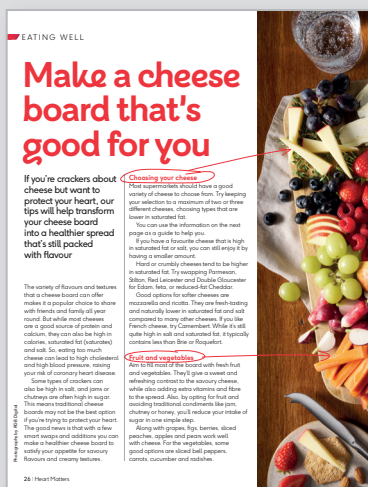 EATING WELL
Make a cheese
board that's
good for you
If you're crackers about
cheese but want to
protect your heart, our
tips will help transform
your cheese board
into a healthier spread
that's still packed
with flavour
The variety of flavours and textures
that a cheese board can offer
makes it a popular choice to share
with friends and family all year
round. But while most cheeses
are a good source of protein and
calcium, they can also be high in
calories, saturated fat (saturates)
and salt. So, eating too much
cheese can lead to high cholesterol
and high blood pressure, raising
your risk of coronary heart disease.
Some types of crackers can
also be high in salt, and jams or
chutneys are often high in sugar.
This means traditional cheese
boards may not be the best option
if you're trying to protect your heart.
The good news is that with a few
smart swaps and additions you can
make a healthier cheese board to
satisfy your appetite for savoury
flavours and creamy textures.
Choosing your cheese
Most supermarkets should have a good
variety of cheese to choose from. Try keeping
your selection to a maximum of two or three
different cheeses, choosing types that are
lower in saturated fat.
You can use the information on the next
page as a guide to help you.
If you have a favourite cheese that is high
in saturated fat or salt, you can still enjoy it by
having a smaller amount.
Hard or crumbly cheeses tend to be higher
in saturated fat. Try swapping Parmesan,
Stilton, Red Leicester and Double Gloucester
for Edam, feta, or reduced-fat Cheddar.
Good options for softer cheeses are
mozzarella and ricotta. They are fresh-tasting
and naturally lower in saturated fat and salt
compared to many other cheeses. If you like
French cheese, try Camembert. While it's still
quite high in salt and saturated fat, it typically
contains less than Brie or Roquefort.
Fruit and vegetables
Aim to fill most of the board with fresh fruit
and vegetables. They'll give a sweet and
refreshing contrast to the savoury cheese,
while also adding extra vitamins and fibre
to the spread. Also, by opting for fruit and
avoiding traditional condiments like jam,
chutney or honey, you'll reduce your intake of
sugar in one simple step.
Along with grapes, figs, berries, sliced
peaches, apples and pears work well
with cheese. For the vegetables, some
good options are sliced bell peppers,
carrots, cucumber and radishes.
26 | Heart Matters